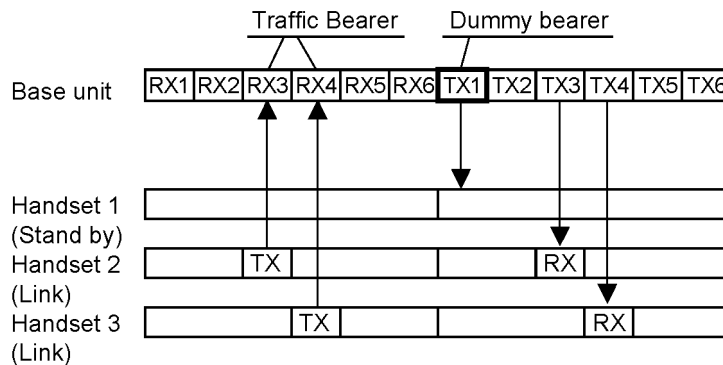 Traffic Bearer Dummy bearer
Base unit RX1 RX2 RX3 RX4 RX5 RX6 TX1 TX2 TX3 TX4 TX5 TX6
Handset 1
(Stand by)
Handset 2 TX RX
(Link)
Handset 3 TX RX
(Link)